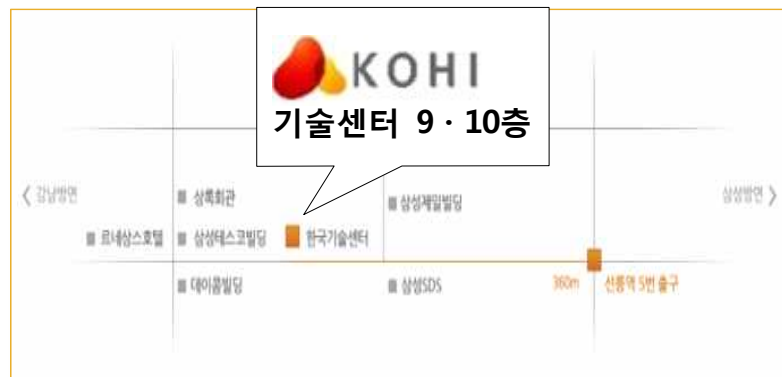 KOHI
기술센터 9 · 10층
< 강남방면
■ 상록회관
■ 삼성제일빌딩
삼성방면 >
■ 르네상스호텔
■ 삼성테스코빌딩
한국기술센터
■ 데이콤빌딩
■ 삼성SDS
360m
선릉역 5번 출구